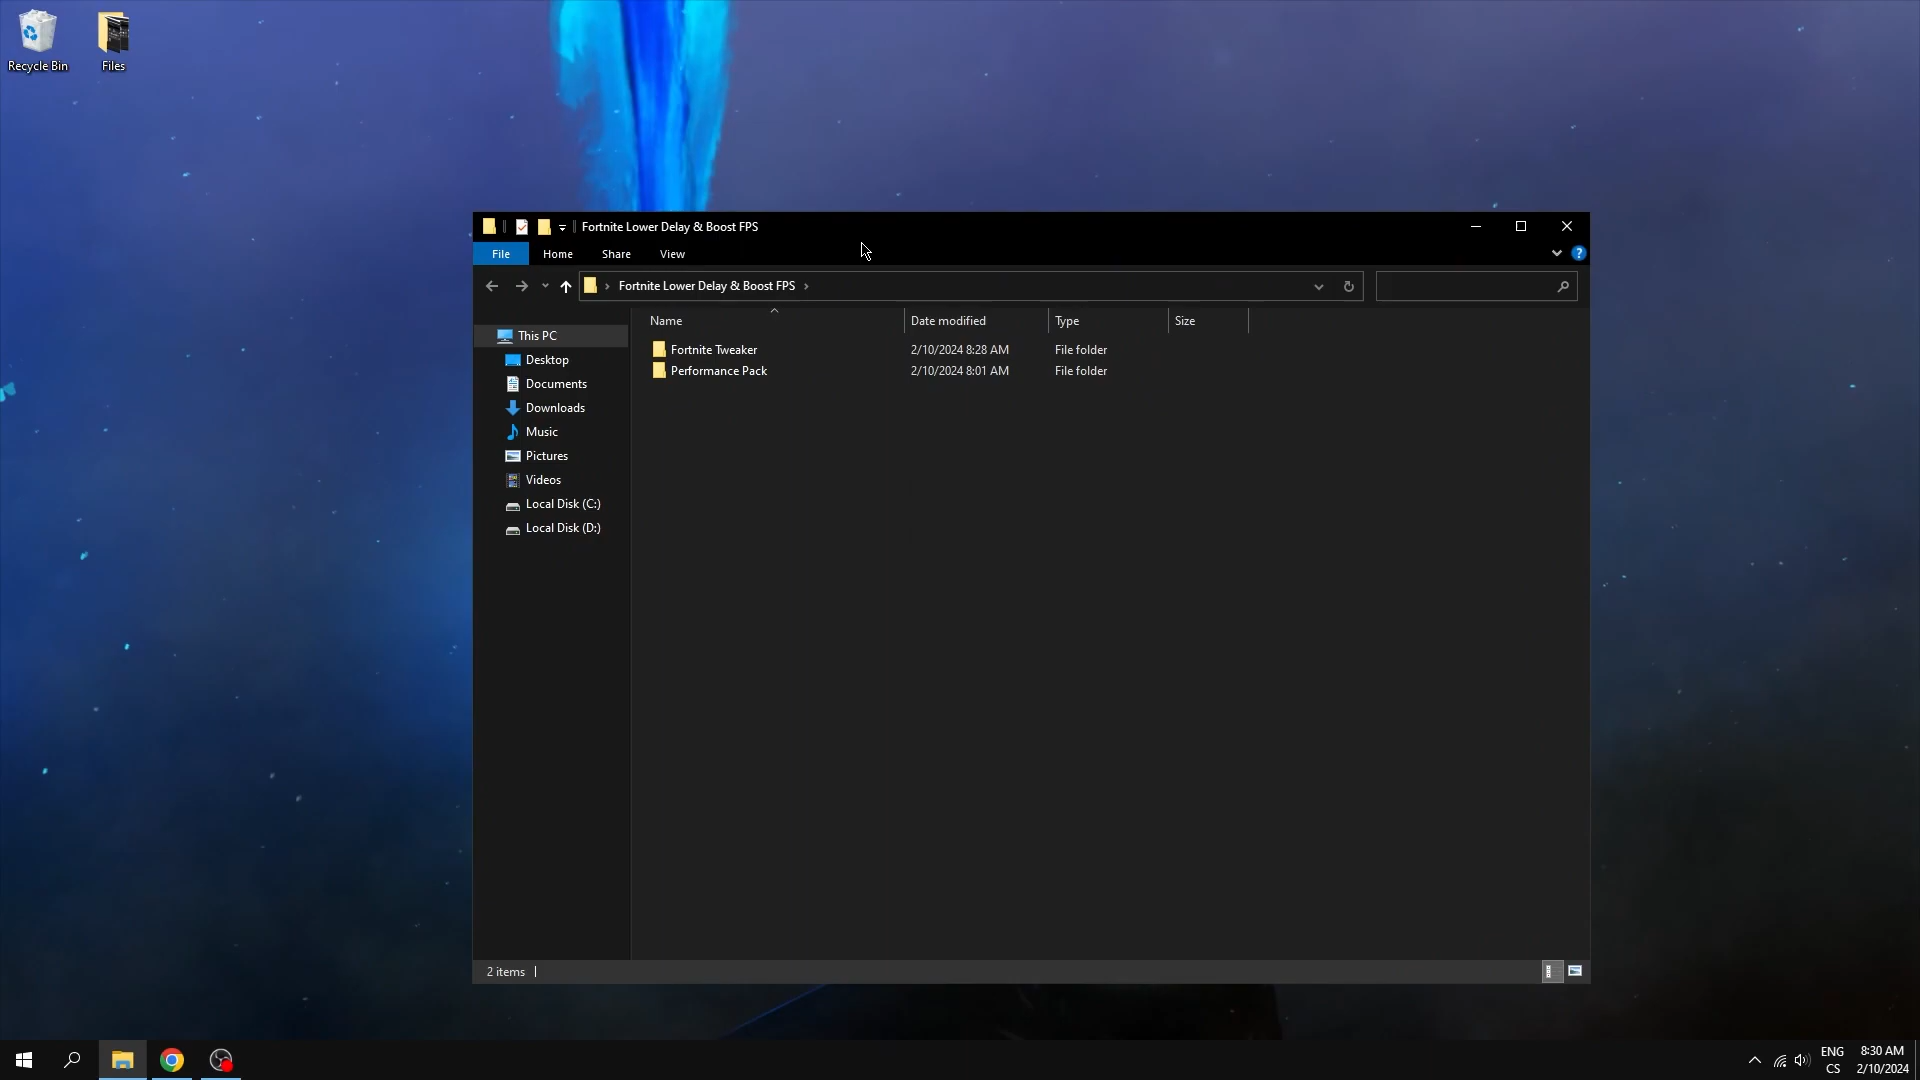 Recycle Bin
Files
Fortnite Lower Delay & Boost FPS
File
Home
Share
View
?
Fortnite Lower Delay & Boost FPS
Name
Date modified
Type
Size
Fortnite Tweaker
2/10/2024 8:28 AM
File folder
Performance Pack
2/10/2024 8:01 AM
File folder
This PC
Desktop
Documents
Downloads
Music
Pictures
Videos
Local Disk (C:)
Local Disk (D:)
2 items
ENG
CS
8:30 AM
2/10/2024